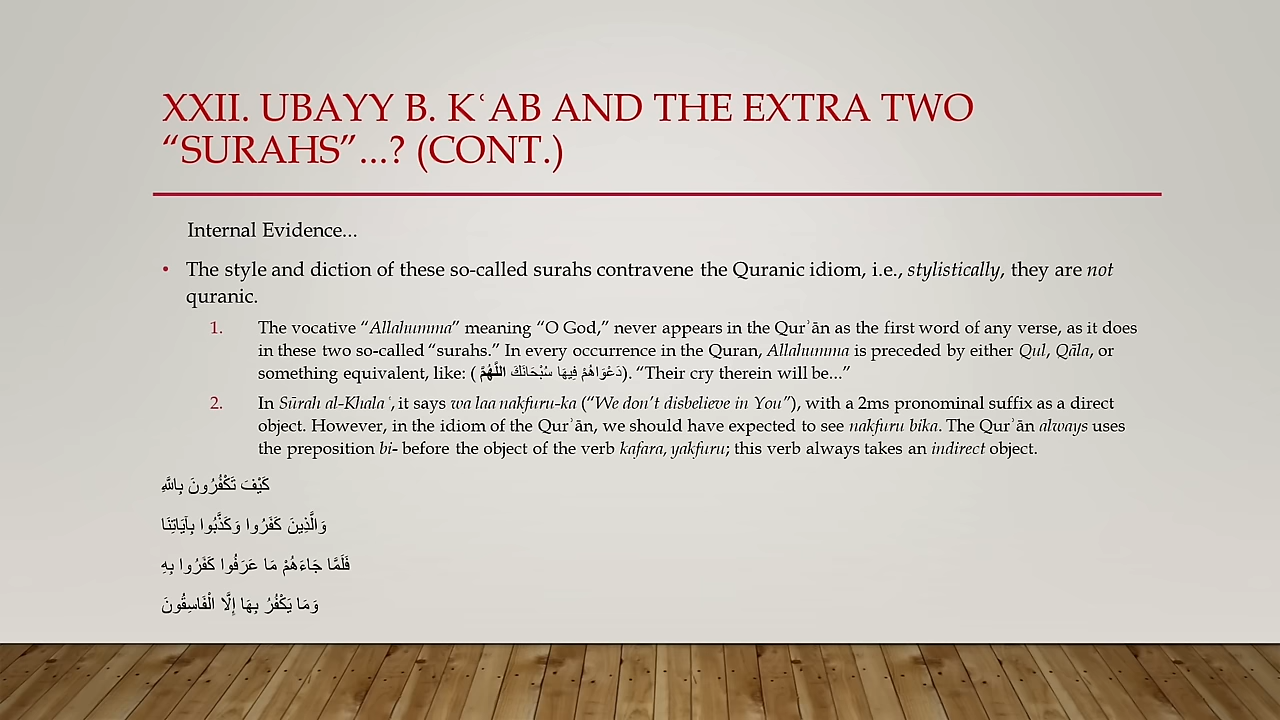 XXII. UBAYY B. KʿAB AND THE EXTRA TWO
“SURAHS”...? (CONT.)
Internal Evidence...
• The style and diction of these so-called surahs contravene the Quranic idiom, i.e., stylistically, they are not
quranic.
1. The vocative “Allahumma” meaning “O God,” never appears in the Qurʾān as the first word of any verse, as it does
in these two so-called “surahs.” In every occurrence in the Quran, Allahumma is preceded by either Qul, Qāla, or
something equivalent, like: (دَعْوَاهُمْ فِيهَا سُبْحَانَكَ اللَّهُمَّ). “Their cry therein will be...”
2. In Sūrah al-Khalaʿ, it says wa laa nakfuru-ka (“We don’t disbelieve in You”), with a 2ms pronominal suffix as a direct
object. However, in the idiom of the Qurʾān, we should have expected to see nakfuru bika. The Qurʾān always uses
the preposition bi- before the object of the verb kafara, yakfuru; this verb always takes an indirect object.
كَيْفَ تَكْفُرُونَ بِاللَّهِ
وَالَّذِينَ كَفَرُوا وَكَذَّبُوا بِآيَاتِنَا
فَلَمَّا جَاءَهُمْ مَا عَرَفُوا كَفَرُوا بِهِ
وَمَا يَكْفُرُ بِهَا إِلَّا الْفَاسِقُونَ